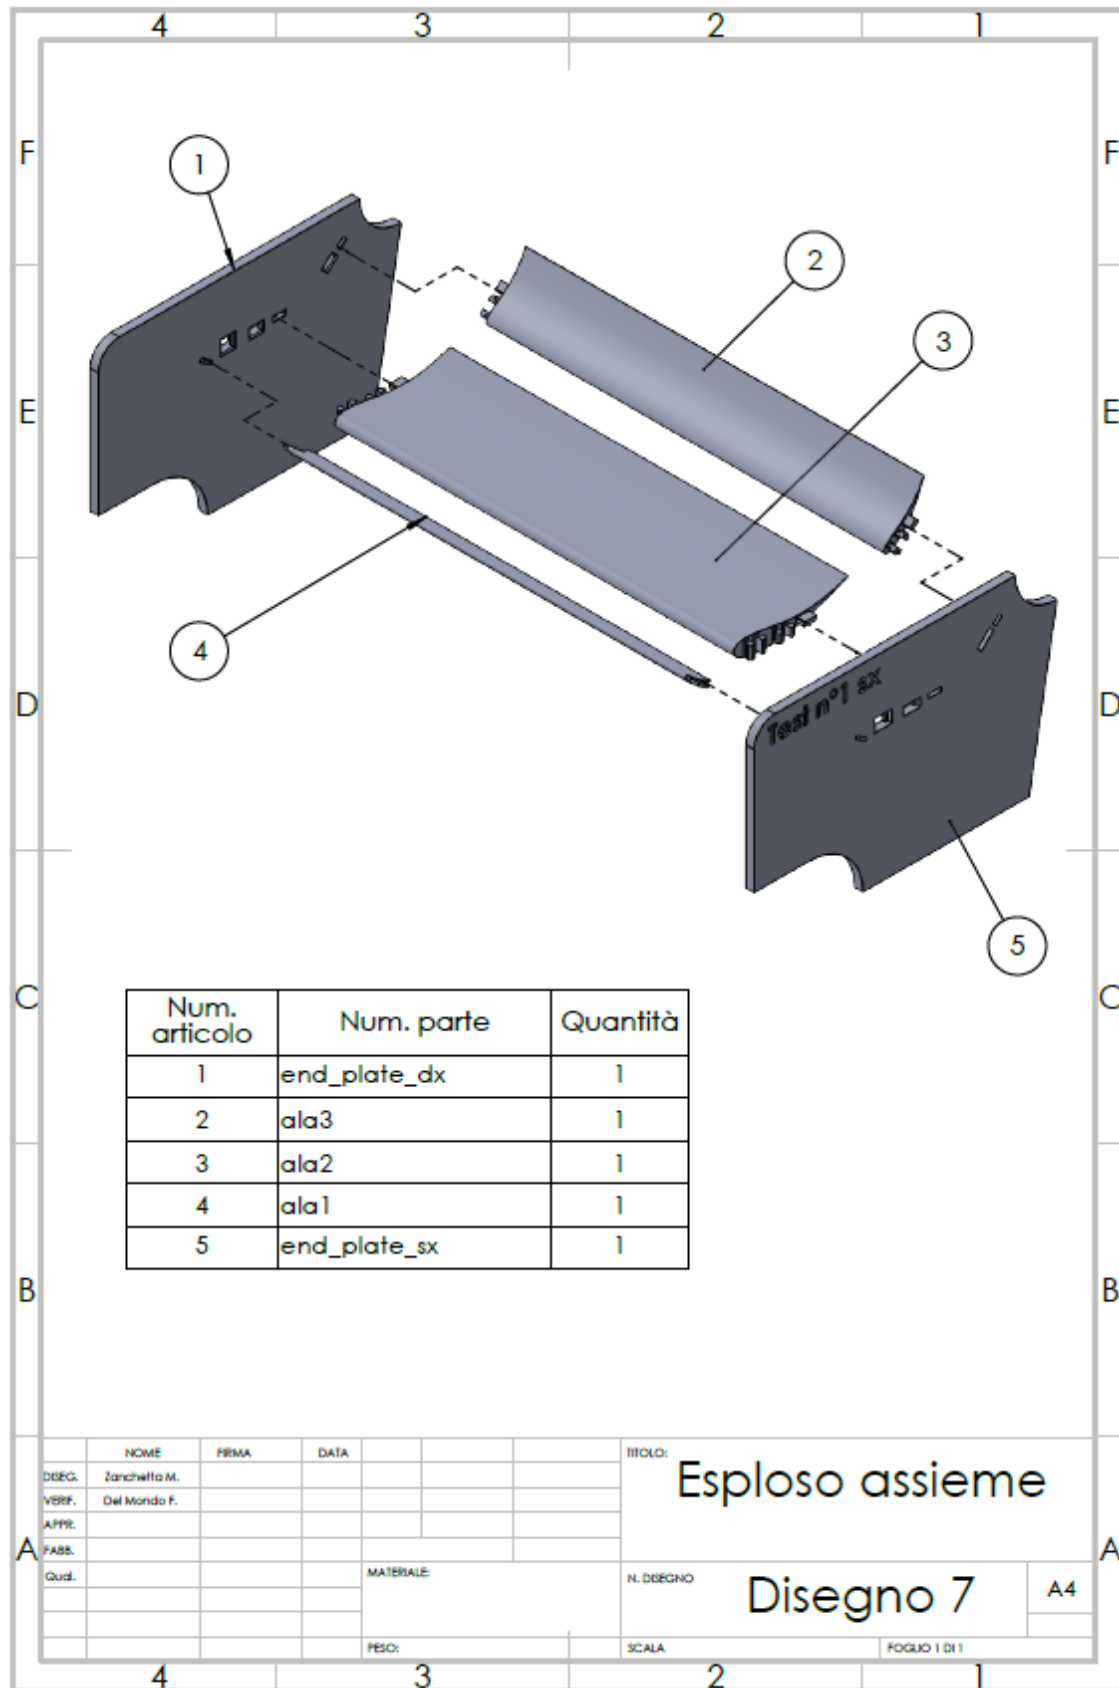 4 3 2 1
F F
1
2
3
E E
4
D D
Tesi n°1 sx
5
C C
Num. articolo Num. parte Quantità
1 end_plate_dx 1
2 ala3 1
3 ala2 1
4 ala1 1
5 end_plate_sx 1
B B
NOME FIRMA DATA TITOLO:
Esploso assieme
DISEG. Zanchetta M.
VERIF. Del Mondo F.
APPR.
A FABB. A
Qual. MATERIALE: N. DISEGNO Disegno 7 A4
PESO: SCALA FOGLIO 1 DI 1
4 3 2 1